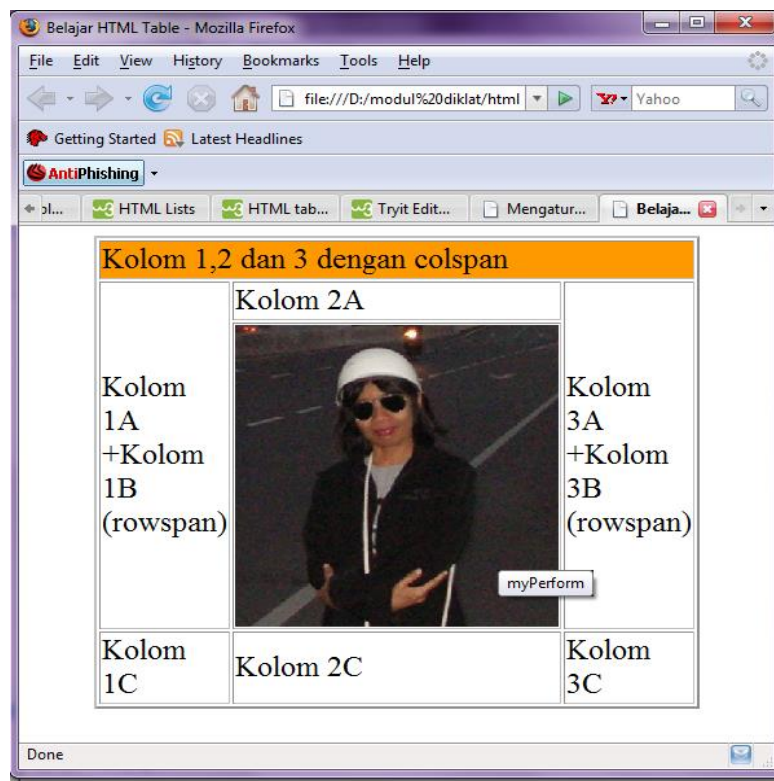 Belajar HTML Table - Mozilla Firefox
File Edit View History Bookmarks Tools Help
file:///D:/modul%20diklat/html
Yahoo
Getting Started Latest Headlines
AntiPhishing
ol...
HTML Lists
HTML tab...
Tryit Edit...
Mengatur...
Belaja...
Kolom 1,2 dan 3 dengan colspan
Kolom
1A
+Kolom
1B
(rowspan)
Kolom 2A
myPerform
Kolom
3A
+Kolom
3B
(rowspan)
Kolom
1C
Kolom 2C
Kolom
3C
Done